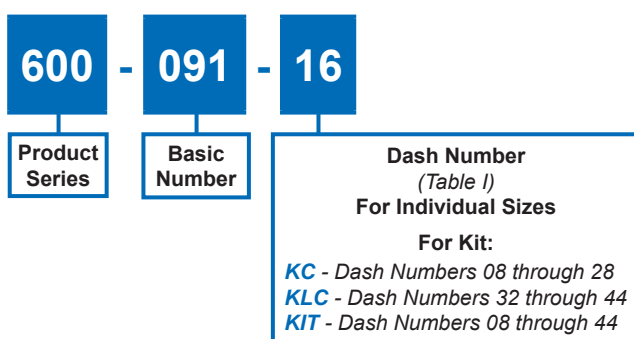 600 - 091 - 16
Product
Series
Basic
Number
Dash Number
(Table I)
For Individual Sizes
For Kit:
KC - Dash Numbers 08 through 28
KLC - Dash Numbers 32 through 44
KIT - Dash Numbers 08 through 44